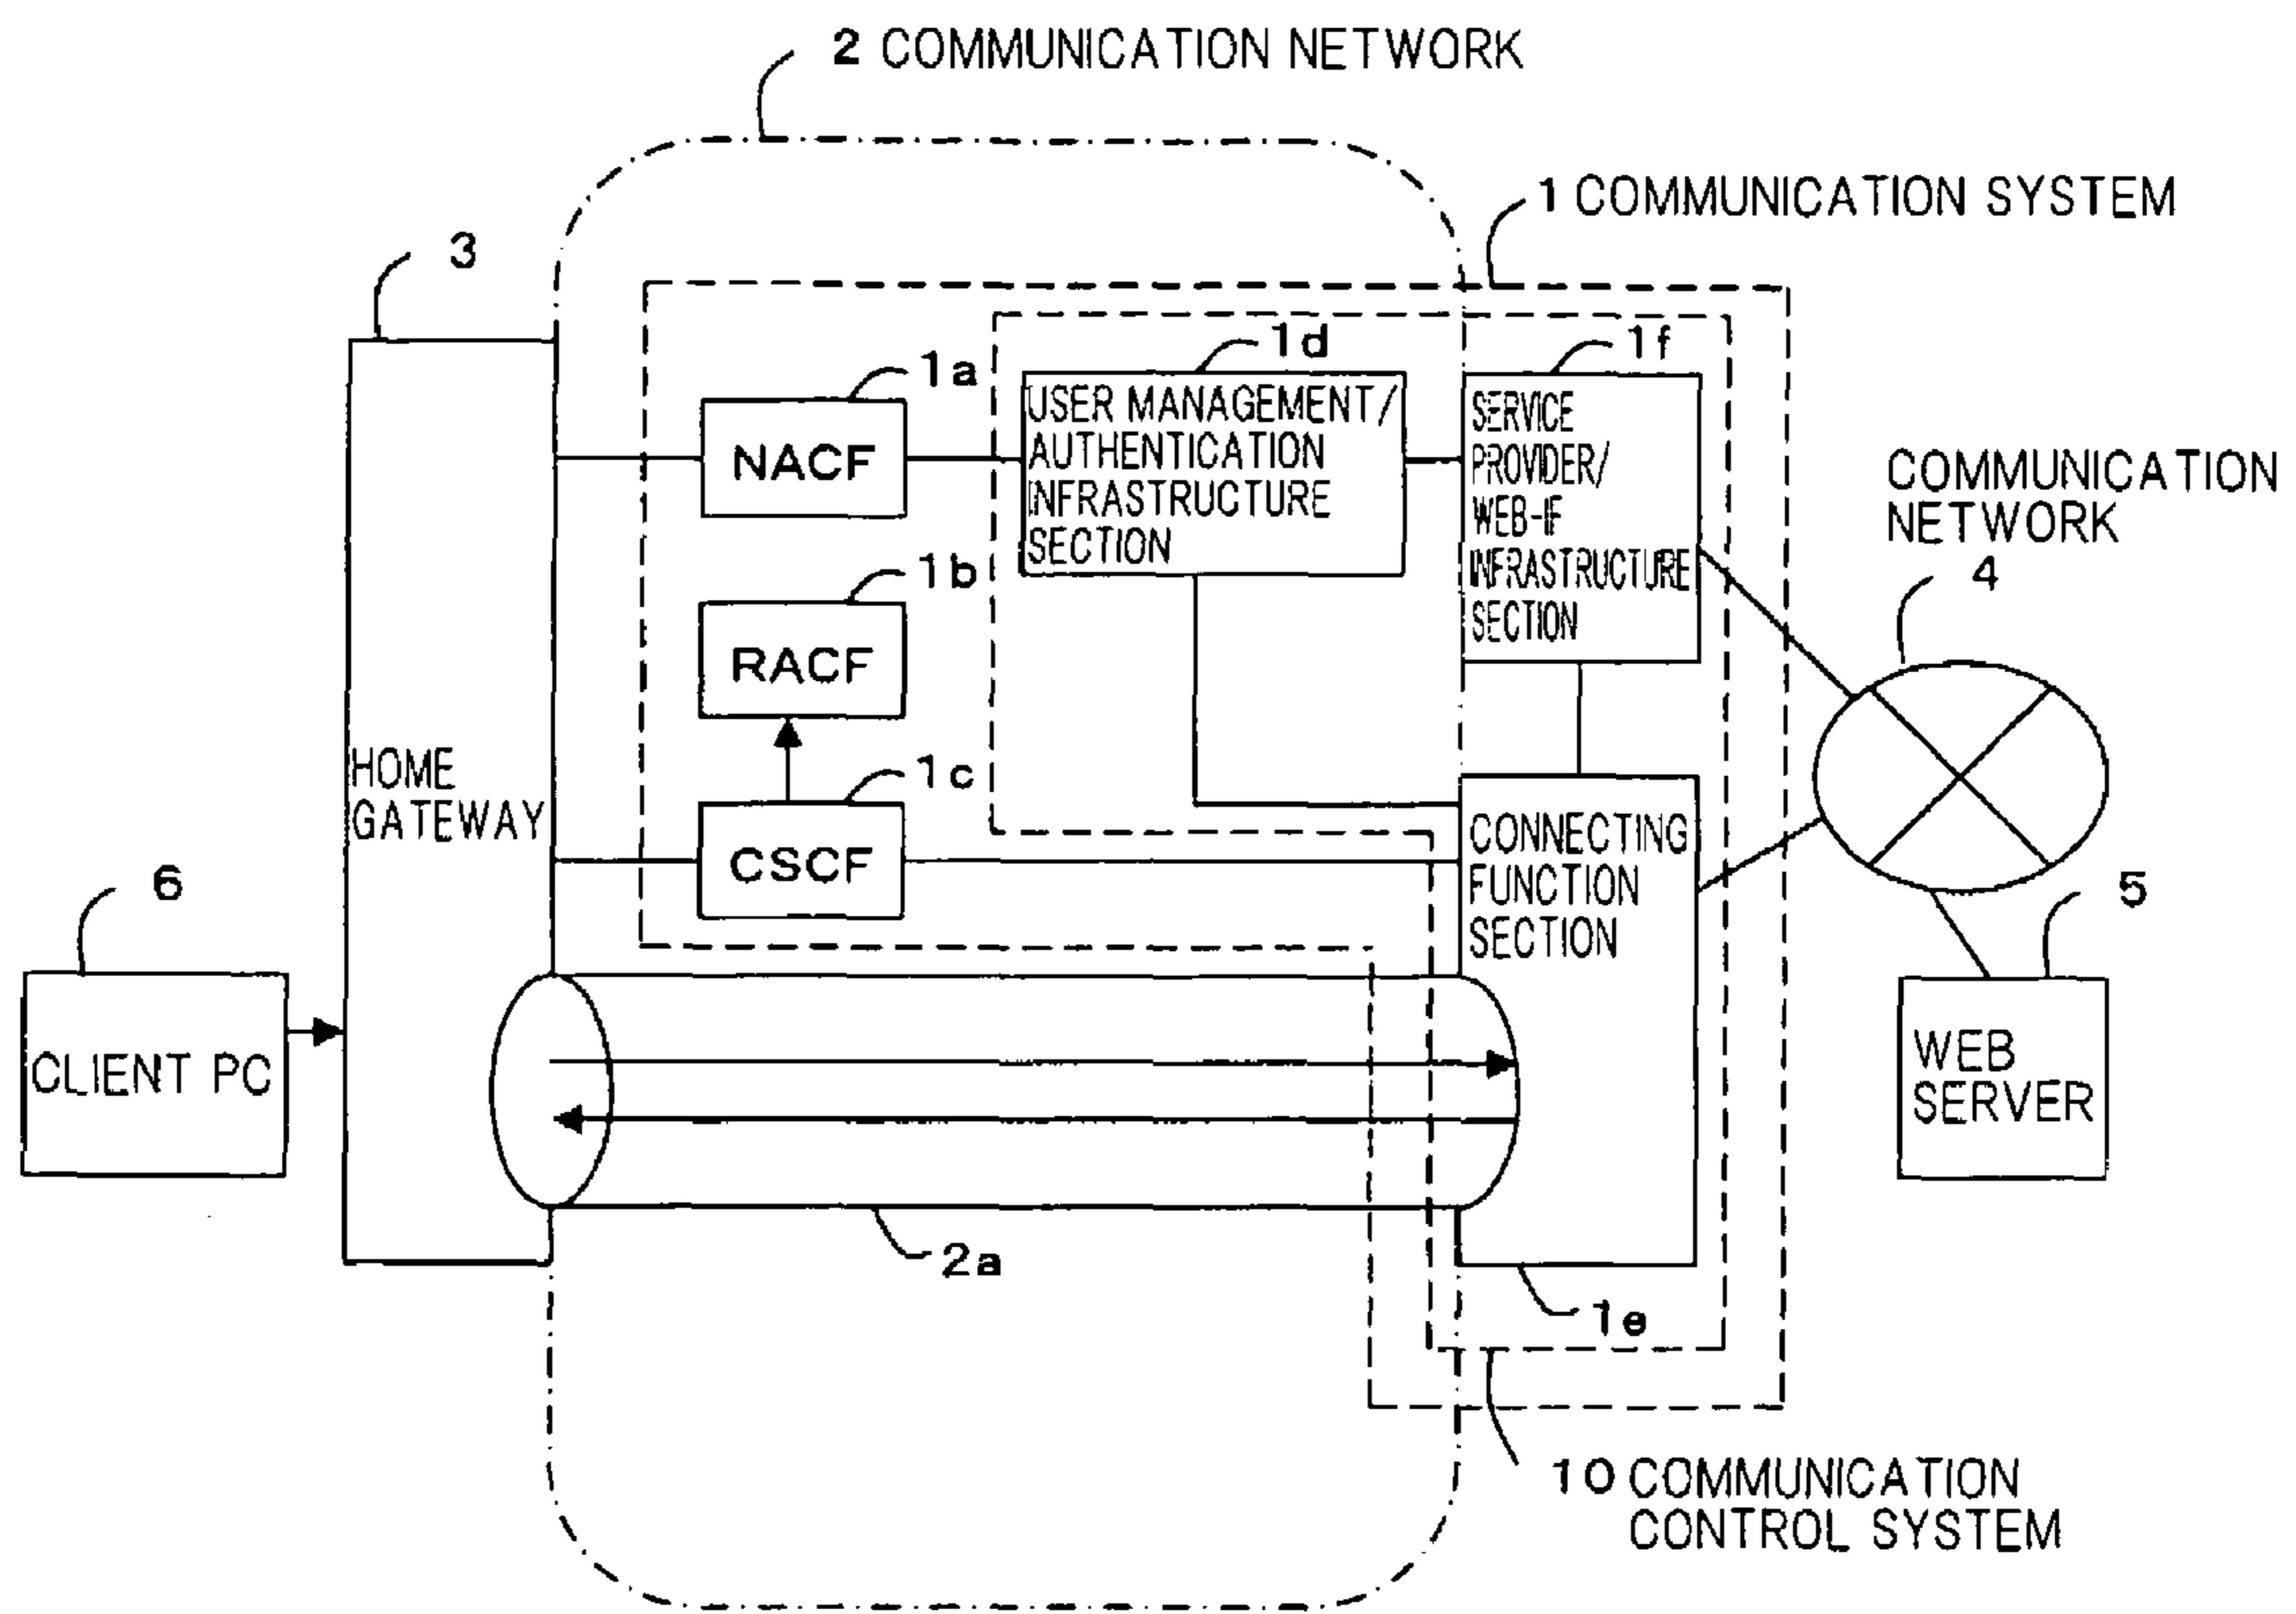 2 COMMUNICATION NETWORK
1 COMMUNICATION SYSTEM
3
1d
1f
1a
USER MANAGEMENT/
AUTHENTICATION
INFRASTRUCTURE
SECTION
SERVICE
PROVIDER/
WEB-IF
INFRASTRUCTURE
SECTION
NACF
COMMUNICATION
NETWORK
4
1b
RACF
HOME
GATEWAY
1c
CSCF
CONNECTING
FUNCTION
SECTION
6
5
CLIENT PC
WEB
SERVER
2a
1e
10 COMMUNICATION
CONTROL SYSTEM